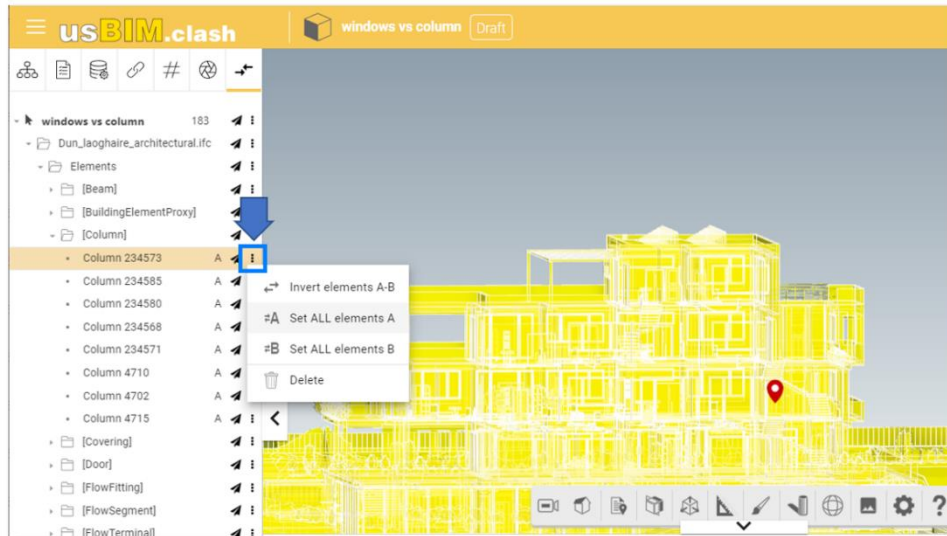 usBIM.clash
windows vs column Draft
windows vs column 183
Dun_laoghaire_architectural.ifc
Elements
[Beam]
[BuildingElementProxy]
[Column]
Column 234573 A
Column 234585 A
Column 234580 A
Column 234568 A
Column 234571 A
Column 4710 A
Column 4702 A
Column 4715 A
[Covering]
[Door]
[FlowFitting]
[FlowSegment]
[FlowTerminal]
Invert elements A-B
≠A Set ALL elements A
≠B Set ALL elements B
Delete